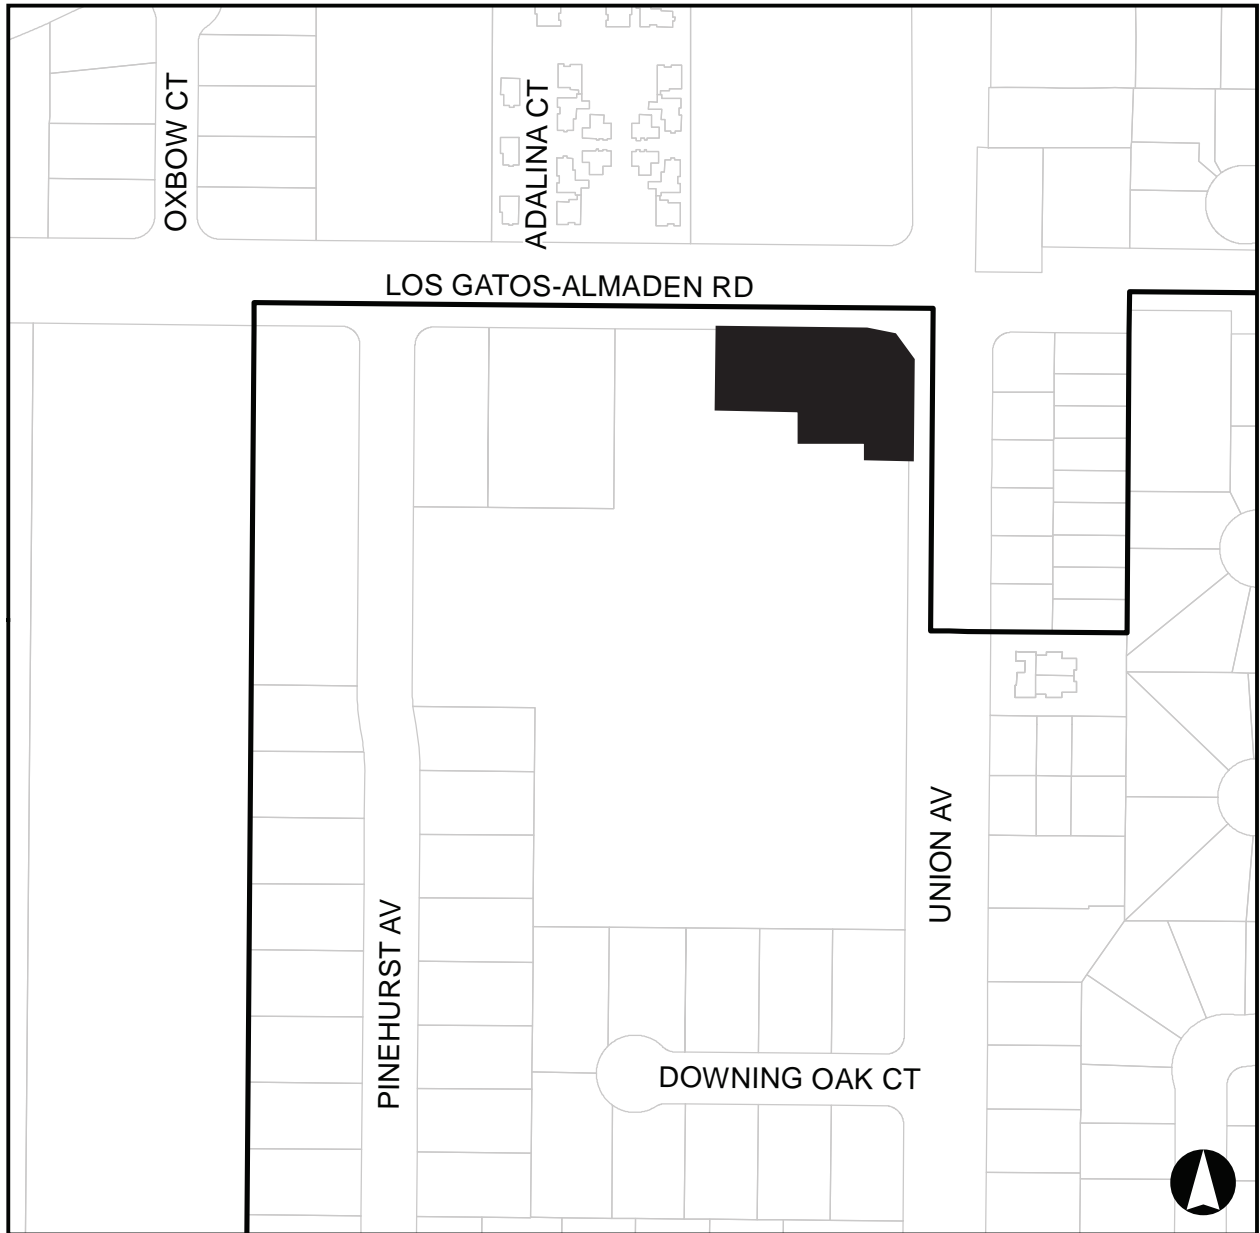 OXBOW CT
ADALINA CT
LOS GATOS-ALMADEN RD
UNION AV
PINEHURST AV
DOWNING OAK CT